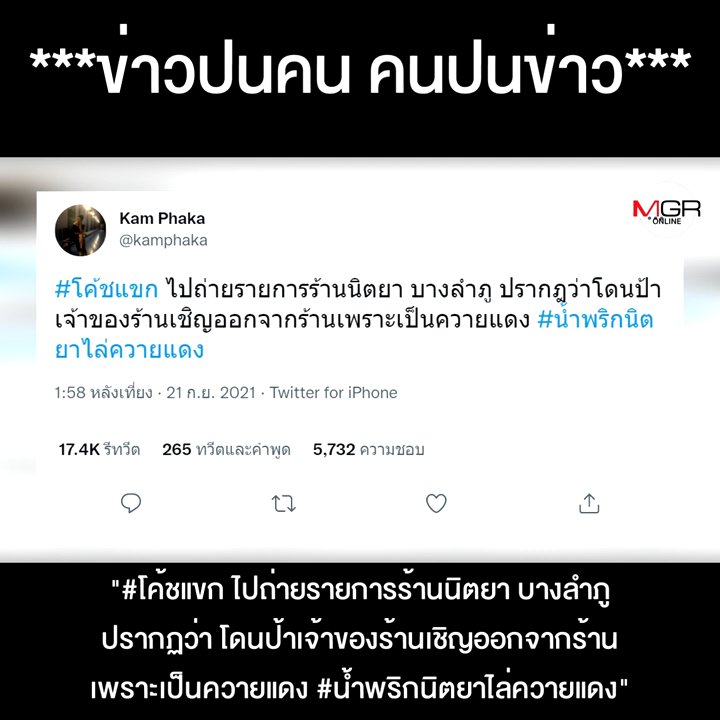 ***ข่าวปนคน คนปนข่าว***
Kam Phaka
@kamphaka
MGR
ONLINE
#โค้ชแขก ไปถ่ายรายการร้านนิตยา บางลำภู ปรากฎว่าโดนป้า
เจ้าของร้านเชิญออกจากร้านเพราะเป็นควายแดง #น้ำพริกนิต
ยาไล่ควายแดง
1:58 หลังเที่ยง · 21 ก.ย. 2021 · Twitter for iPhone
17.4K รีทวีต 265 ทวีตและคำพูด 5,732 ความชอบ
"#โค้ชแขก ไปถ่ายรายการร้านนิตยา บางลำภู
ปรากฏว่า โดนป้าเจ้าของร้านเชิญออกจากร้าน
เพราะเป็นควายแดง #น้ำพริกนิตยาไล่ควายแดง"